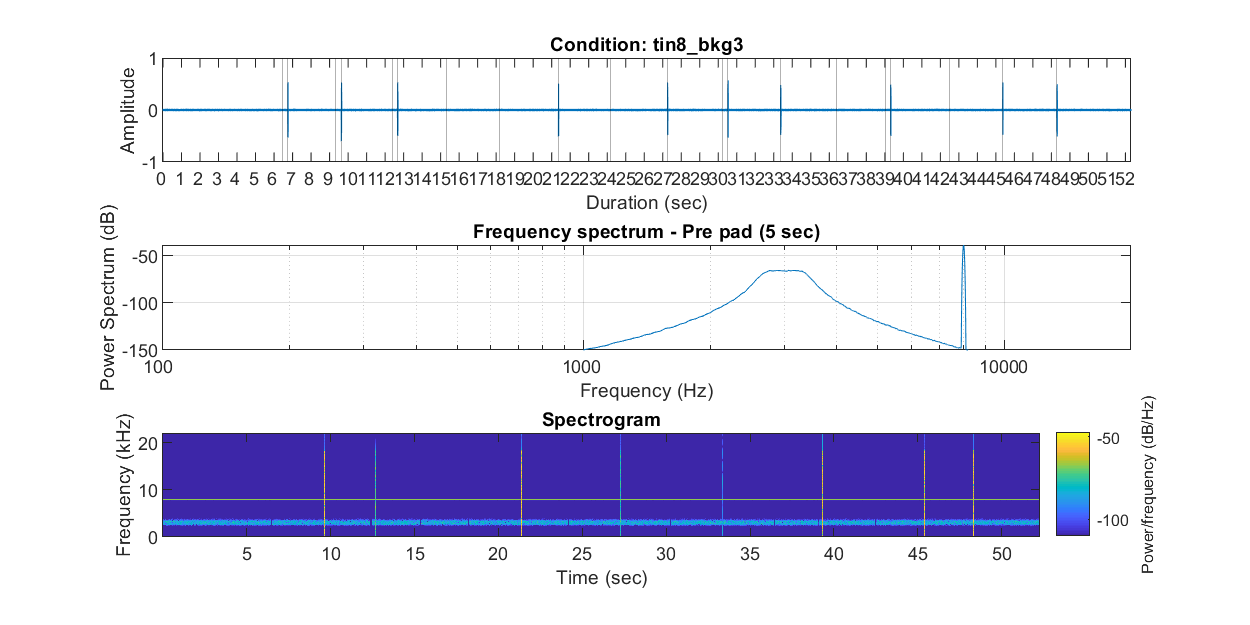 Condition: tin8_bkg3
1
0
-1
Amplitude
0 1 2 3 4 5 6 7 8 9 10 11 12 13 14 15 16 17 18 19 20 21 22 23 24 25 26 27 28 29 30 31 32 33 34 35 36 37 38 39 40 41 42 43 44 45 46 47 48 49 50 51 52
Duration (sec)
Frequency spectrum - Pre pad (5 sec)
-50
-100
-150
Power Spectrum (dB)
100 1000 10000
Frequency (Hz)
Spectrogram
20
10
0
Frequency (kHz)
5 10 15 20 25 30 35 40 45 50
Time (sec)
-50
-100
Power/frequency (dB/Hz)